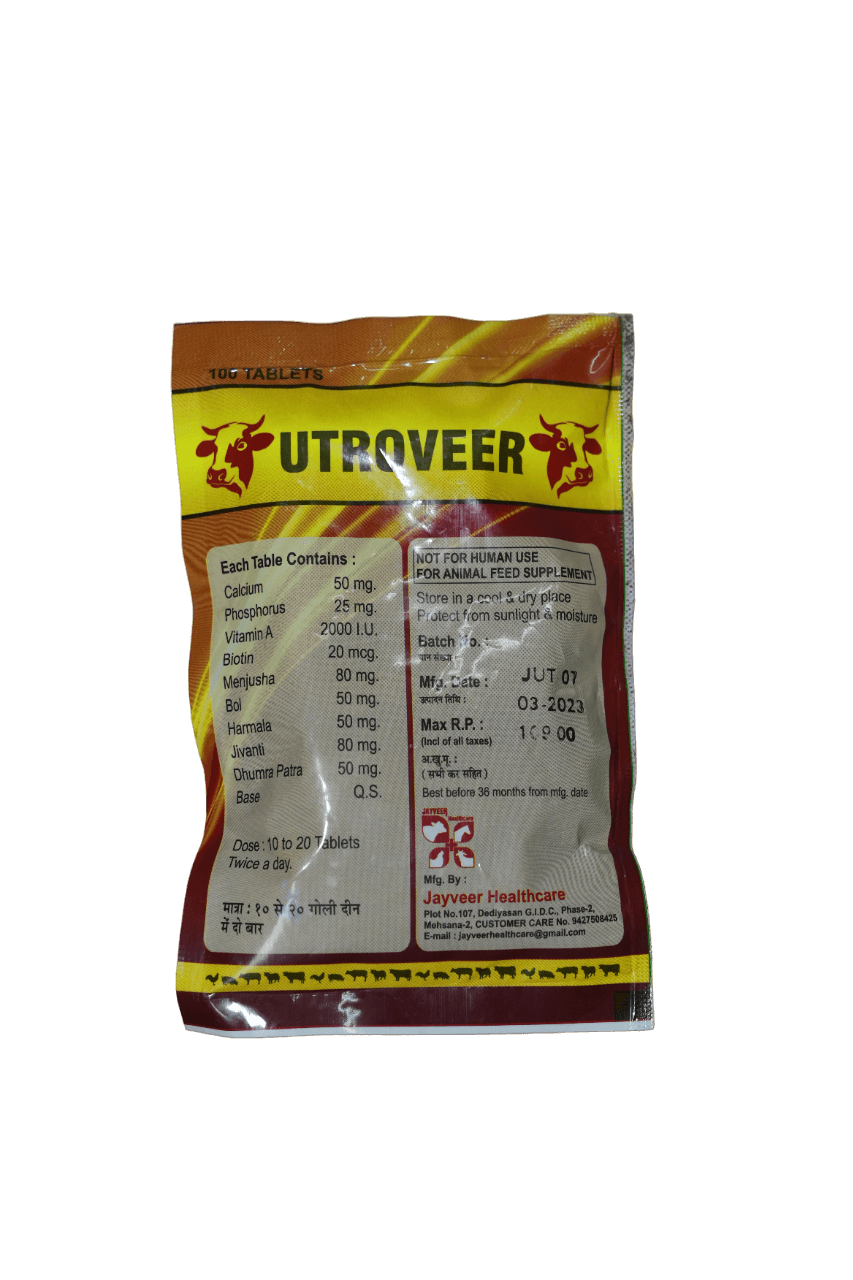 100 TABLETS
UTROVEER
Each Table Contains :
Calcium 50 mg.
Phosphorus 25 mg.
Vitamin A 2000 I.U.
Biotin 20 mcg.
Menjusha 80 mg.
Bol 50 mg.
Harmala 50 mg.
Jivanti 80 mg.
Dhumra Patra 50 mg.
Base Q.S.
Dose : 10 to 20 Tablets
Twice a day.
मात्रा : १० से २० गोली दीन
में दो बार
NOT FOR HUMAN USE
FOR ANIMAL FEED SUPPLEMENT
Store in a cool & dry place
Protect from sunlight & moisture
Batch No. :
संख्या :
JUT 07
Mfg. Date :
उत्पादन तिथि :
03-2023
Max R.P. :
(Incl of all taxes)
अ.खु.मू. :
( सभी कर सहित )
Best before 36 months from mfg. date
JAYVEER
Healthcare
Mfg. By :
Jayveer Healthcare
Plot No.107, Dediyasan G.I.D.C., Phase-2,
Mehsana-2, CUSTOMER CARE No. 9427508425
E-mail : jayveerhealthcare@gmail.com